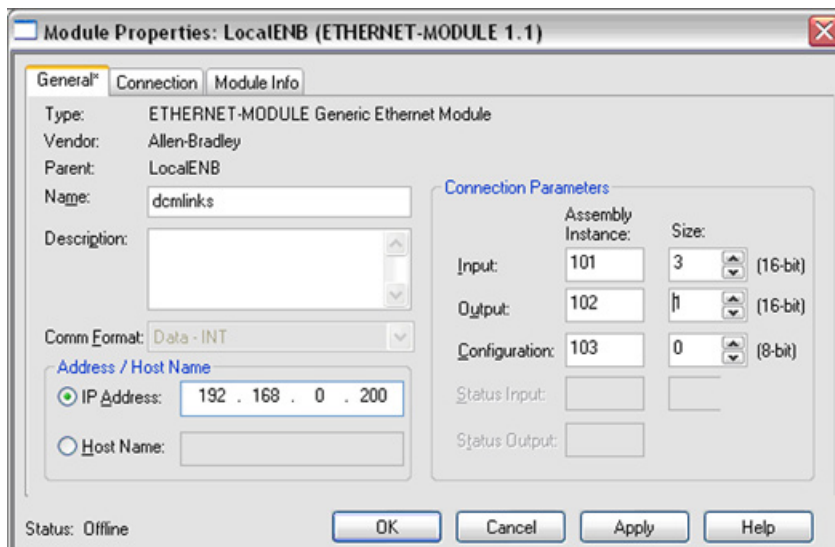 Module Properties: LocalENB (ETHERNET-MODULE 1.1)
General* Connection Module Info
Type: ETHERNET-MODULE Generic Ethernet Module
Vendor: Allen-Bradley
Parent: LocalENB
Name: dcmlinks
Description:
Comm Format: Data - INT
Address / Host Name
IP Address: 192 . 168 . 0 . 200
Host Name:
Connection Parameters
Assembly Instance: Size:
Input: 101 3 (16-bit)
Output: 102 1 (16-bit)
Configuration: 103 0 (8-bit)
Status Input:
Status Output:
Status: Offline
OK Cancel Apply Help